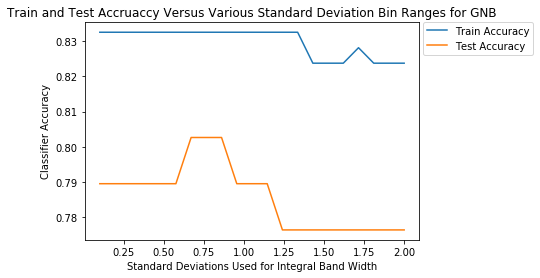 Train and Test Accruaccy Versus Various Standard Deviation Bin Ranges for GNB
Train Accuracy
Test Accuracy
0.83
0.82
0.81
0.80
0.79
0.78
Classifier Accuracy
0.25 0.50 0.75 1.00 1.25 1.50 1.75 2.00
Standard Deviations Used for Integral Band Width